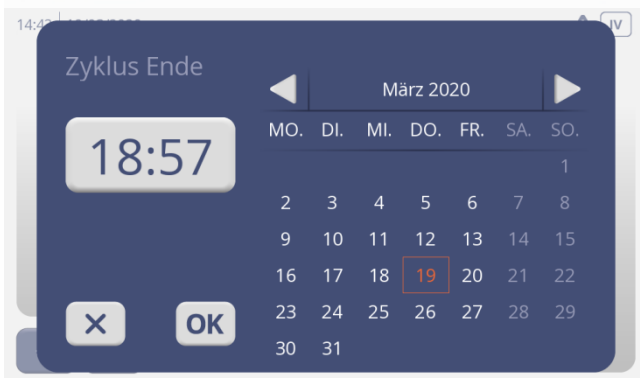 14:43
Zyklus Ende
18:57
März 2020
MO. DI. MI. DO. FR. SA. SO.
1
2 3 4 5 6 7 8
9 10 11 12 13 14 15
16 17 18 19 20 21 22
23 24 25 26 27 28 29
30 31
OK